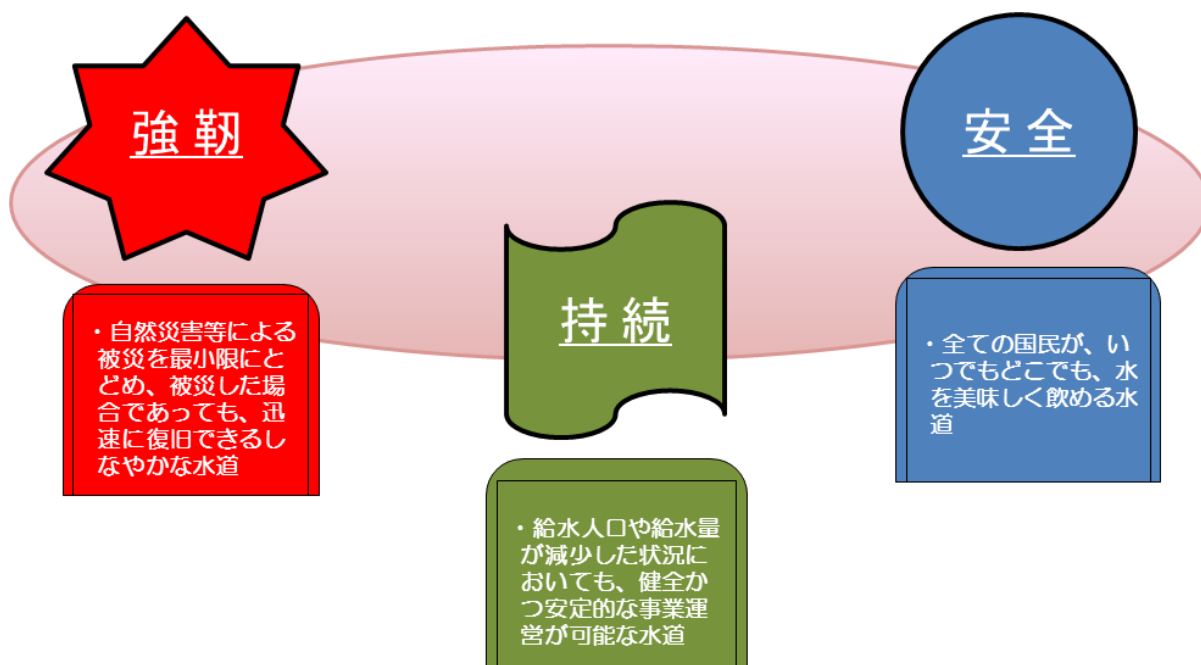 強靭
・自然災害等による
被災を最小限にと
どめ、被災した場
合であっても、迅
速に復旧できるし
なやかな水道
持続
・給水人口や給水量
が減少した状況に
おいても、健全か
つ安定的な事業運
営が可能な水道
安全
・全ての国民が、い
つでもどこでも、水
を美味しく飲める水
道